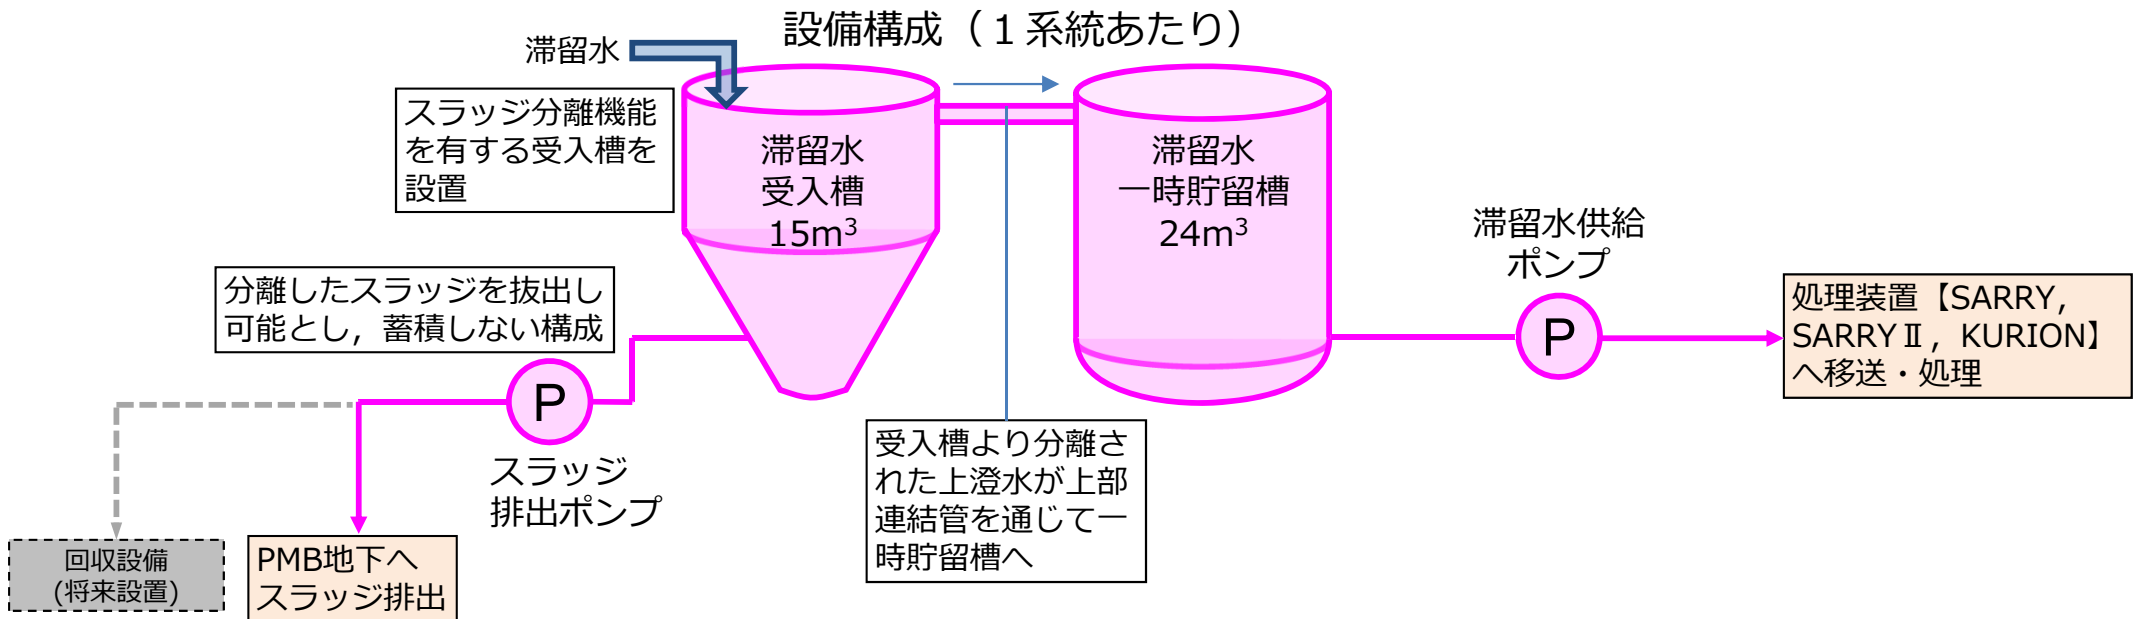 設備構成（１系統あたり）
滞留水
スラッジ分離機能
を有する受入槽を
設置
滞留水
受入槽
15m³
滞留水
一時貯留槽
24m³
滞留水供給
ポンプ
P
処理装置【SARRY，
SARRYⅡ，KURION】
へ移送・処理
分離したスラッジを抜出し
可能とし，蓄積しない構成
P
スラッジ
排出ポンプ
受入槽より分離さ
れた上澄水が上部
連結管を通じて一
時貯留槽へ
回収設備
(将来設置)
PMB地下へ
スラッジ排出